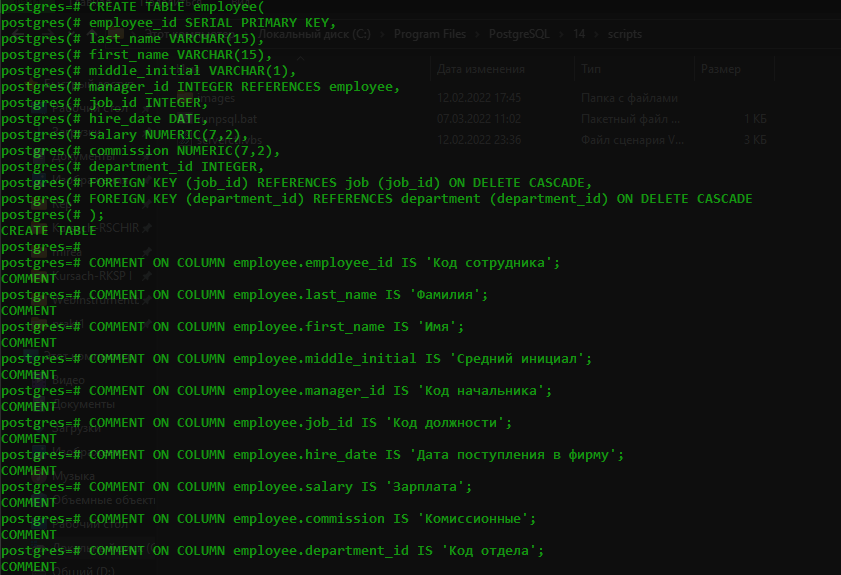 postgres=# CREATE TABLE employee(
postgres(# employee_id SERIAL PRIMARY KEY,
Локальный диск (C:) > Program Files > PostgreSQL > 14 > scripts
postgres(# last_name VARCHAR(15),
postgres(# first_name VARCHAR(15),
postgres(# middle_initial VARCHAR(1),
Дата изменения Тип Размер
postgres(# manager_id INTEGER REFERENCES employee,
postgres(# job_id INTEGER,
images 12.02.2022 17:45 Папка с файлами
postgres(# hire_date DATE,
07.03.2022 11:02 Пакетный файл ... 1 КБ
postgres(# salary NUMERIC(7,2),
12.02.2022 23:36 Файл сценария V... 3 КБ
postgres(# commission NUMERIC(7,2),
postgres(# department_id INTEGER,
postgres(# FOREIGN KEY (job_id) REFERENCES job (job_id) ON DELETE CASCADE,
postgres(# FOREIGN KEY (department_id) REFERENCES department (department_id) ON DELETE CASCADE
postgres(# );
CREATE TABLE
postgres=#
postgres=# COMMENT ON COLUMN employee.employee_id IS 'Код сотрудника';
COMMENT
postgres=# COMMENT ON COLUMN employee.last_name IS 'Фамилия';
COMMENT
postgres=# COMMENT ON COLUMN employee.first_name IS 'Имя';
COMMENT
postgres=# COMMENT ON COLUMN employee.middle_initial IS 'Средний инициал';
COMMENT
Видео
postgres=# COMMENT ON COLUMN employee.manager_id IS 'Код начальника';
COMMENT
Документы
postgres=# COMMENT ON COLUMN employee.job_id IS 'Код должности';
Загрузки
COMMENT
postgres=# COMMENT ON COLUMN employee.hire_date IS 'Дата поступления в фирму';
COMMENT
Музыка
postgres=# COMMENT ON COLUMN employee.salary IS 'Зарплата';
COMMENT
Объемные объекты
postgres=# COMMENT ON COLUMN employee.commission IS 'Комиссионные';
Рабочий стол
COMMENT
postgres=# COMMENT ON COLUMN employee.department_id IS 'Код отдела';
COMMENT
Общий (D:)